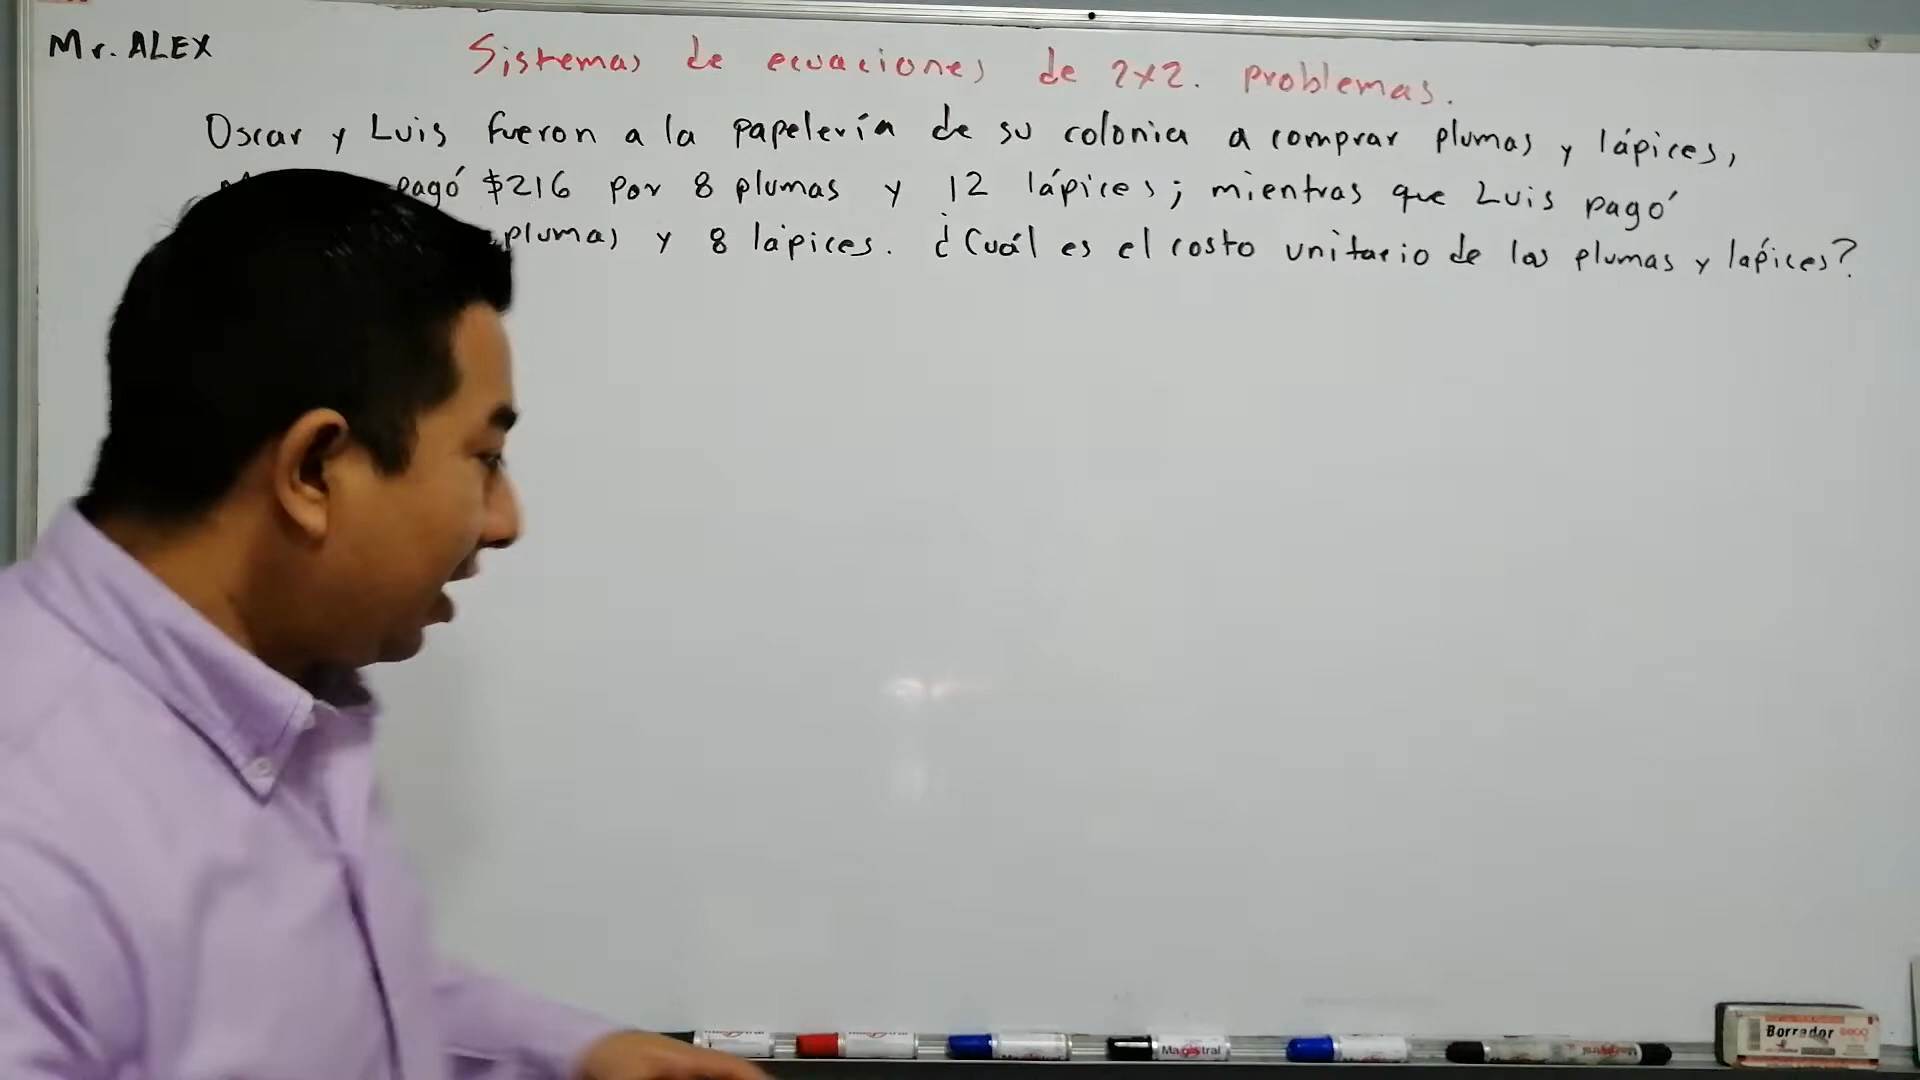 Mr. ALEX
Sistemas de ecuaciones de 2x2. problemas.
Oscar y Luis fueron a la papelería de su colonia a comprar plumas y lápices,
pagó $216 por 8 plumas y 12 lápices; mientras que Luis pagó
plumas y 8 lápices. ¿Cuál es el costo unitario de las plumas y lápices?
Magistral
Borrador